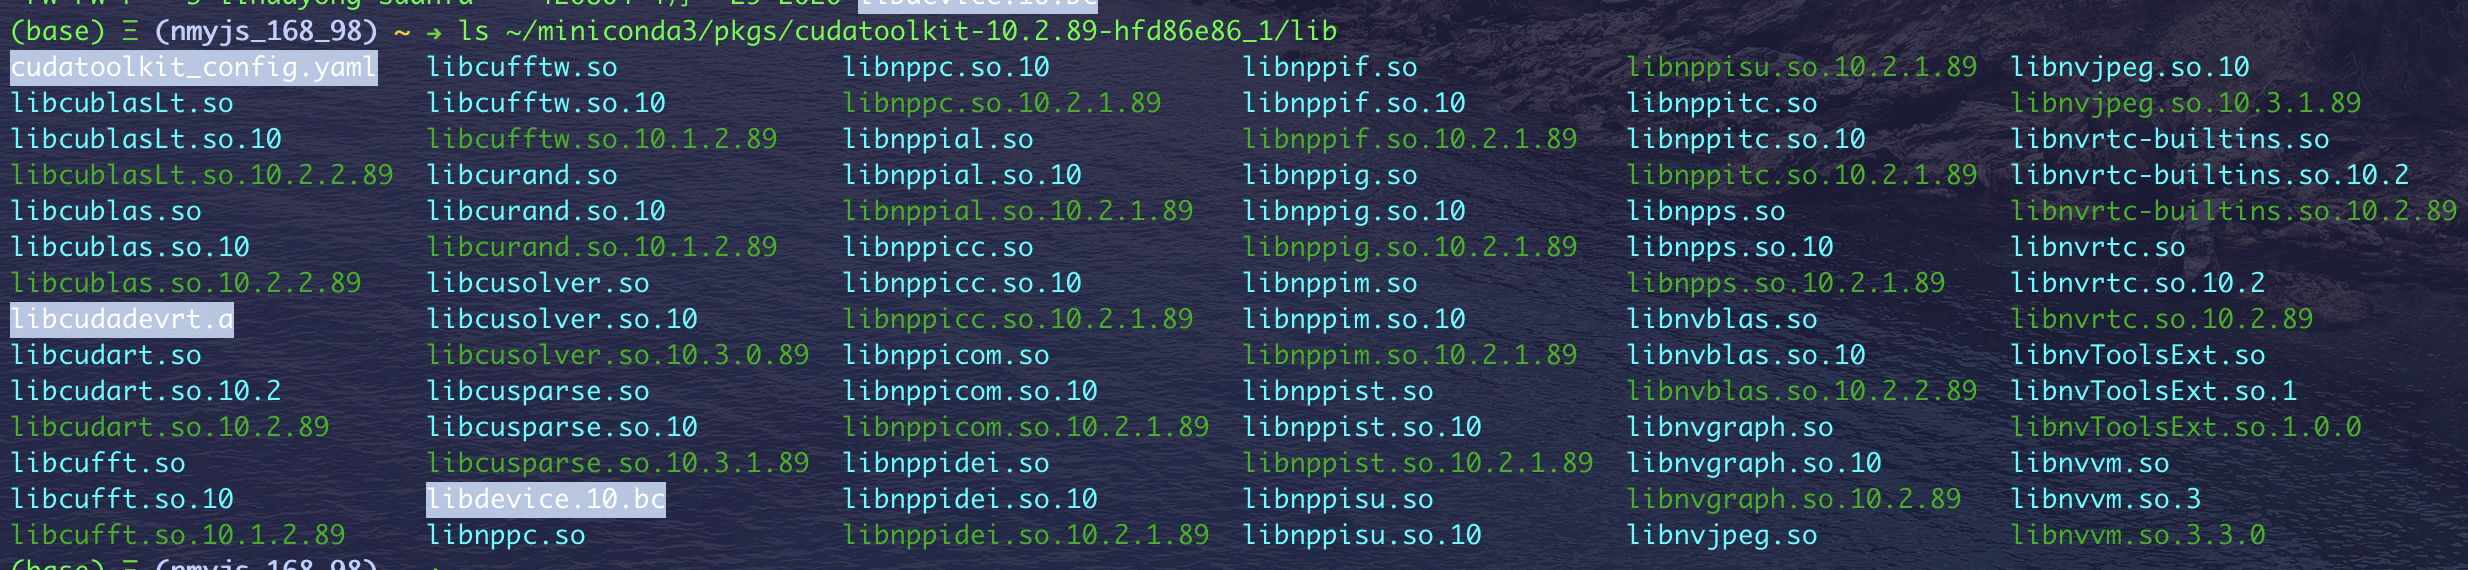 (base) Ξ (nmyjs_168_98) ~ → ls ~/miniconda3/pkgs/cudatoolkit-10.2.89-hfd86e86_1/lib
cudatoolkit_config.yaml libcufftw.so libnppc.so.10 libnppif.so libnppisu.so.10.2.1.89 libnvjpeg.so.10
libcublasLt.so libcufftw.so.10 libnppc.so.10.2.1.89 libnppif.so.10 libnppitc.so libnvjpeg.so.10.3.1.89
libcublasLt.so.10 libcufftw.so.10.1.2.89 libnppial.so libnppif.so.10.2.1.89 libnppitc.so.10 libnvrtc-builtins.so
libcublasLt.so.10.2.2.89 libcurand.so libnppial.so.10 libnppig.so libnppitc.so.10.2.1.89 libnvrtc-builtins.so.10.2
libcublas.so libcurand.so.10 libnppial.so.10.2.1.89 libnppig.so.10 libnpps.so libnvrtc-builtins.so.10.2.89
libcublas.so.10 libcurand.so.10.1.2.89 libnppicc.so libnppig.so.10.2.1.89 libnpps.so.10 libnvrtc.so
libcublas.so.10.2.2.89 libcusolver.so libnppicc.so.10 libnppim.so libnpps.so.10.2.1.89 libnvrtc.so.10.2
libcudadevrt.a libcusolver.so.10 libnppicc.so.10.2.1.89 libnppim.so.10 libnvblas.so libnvrtc.so.10.2.89
libcudart.so libcusolver.so.10.3.0.89 libnppicom.so libnppim.so.10.2.1.89 libnvblas.so.10 libnvToolsExt.so
libcudart.so.10.2 libcusparse.so libnppicom.so.10 libnppist.so libnvblas.so.10.2.2.89 libnvToolsExt.so.1
libcudart.so.10.2.89 libcusparse.so.10 libnppicom.so.10.2.1.89 libnppist.so.10 libnvgraph.so libnvToolsExt.so.1.0.0
libcufft.so libcusparse.so.10.3.1.89 libnppidei.so libnppist.so.10.2.1.89 libnvgraph.so.10 libnvvm.so
libcufft.so.10 libdevice.10.bc libnppidei.so.10 libnppisu.so libnvgraph.so.10.2.89 libnvvm.so.3
libcufft.so.10.1.2.89 libnppc.so libnppidei.so.10.2.1.89 libnppisu.so.10 libnvjpeg.so libnvvm.so.3.3.0
(base) Ξ (nmyjs_168_98)